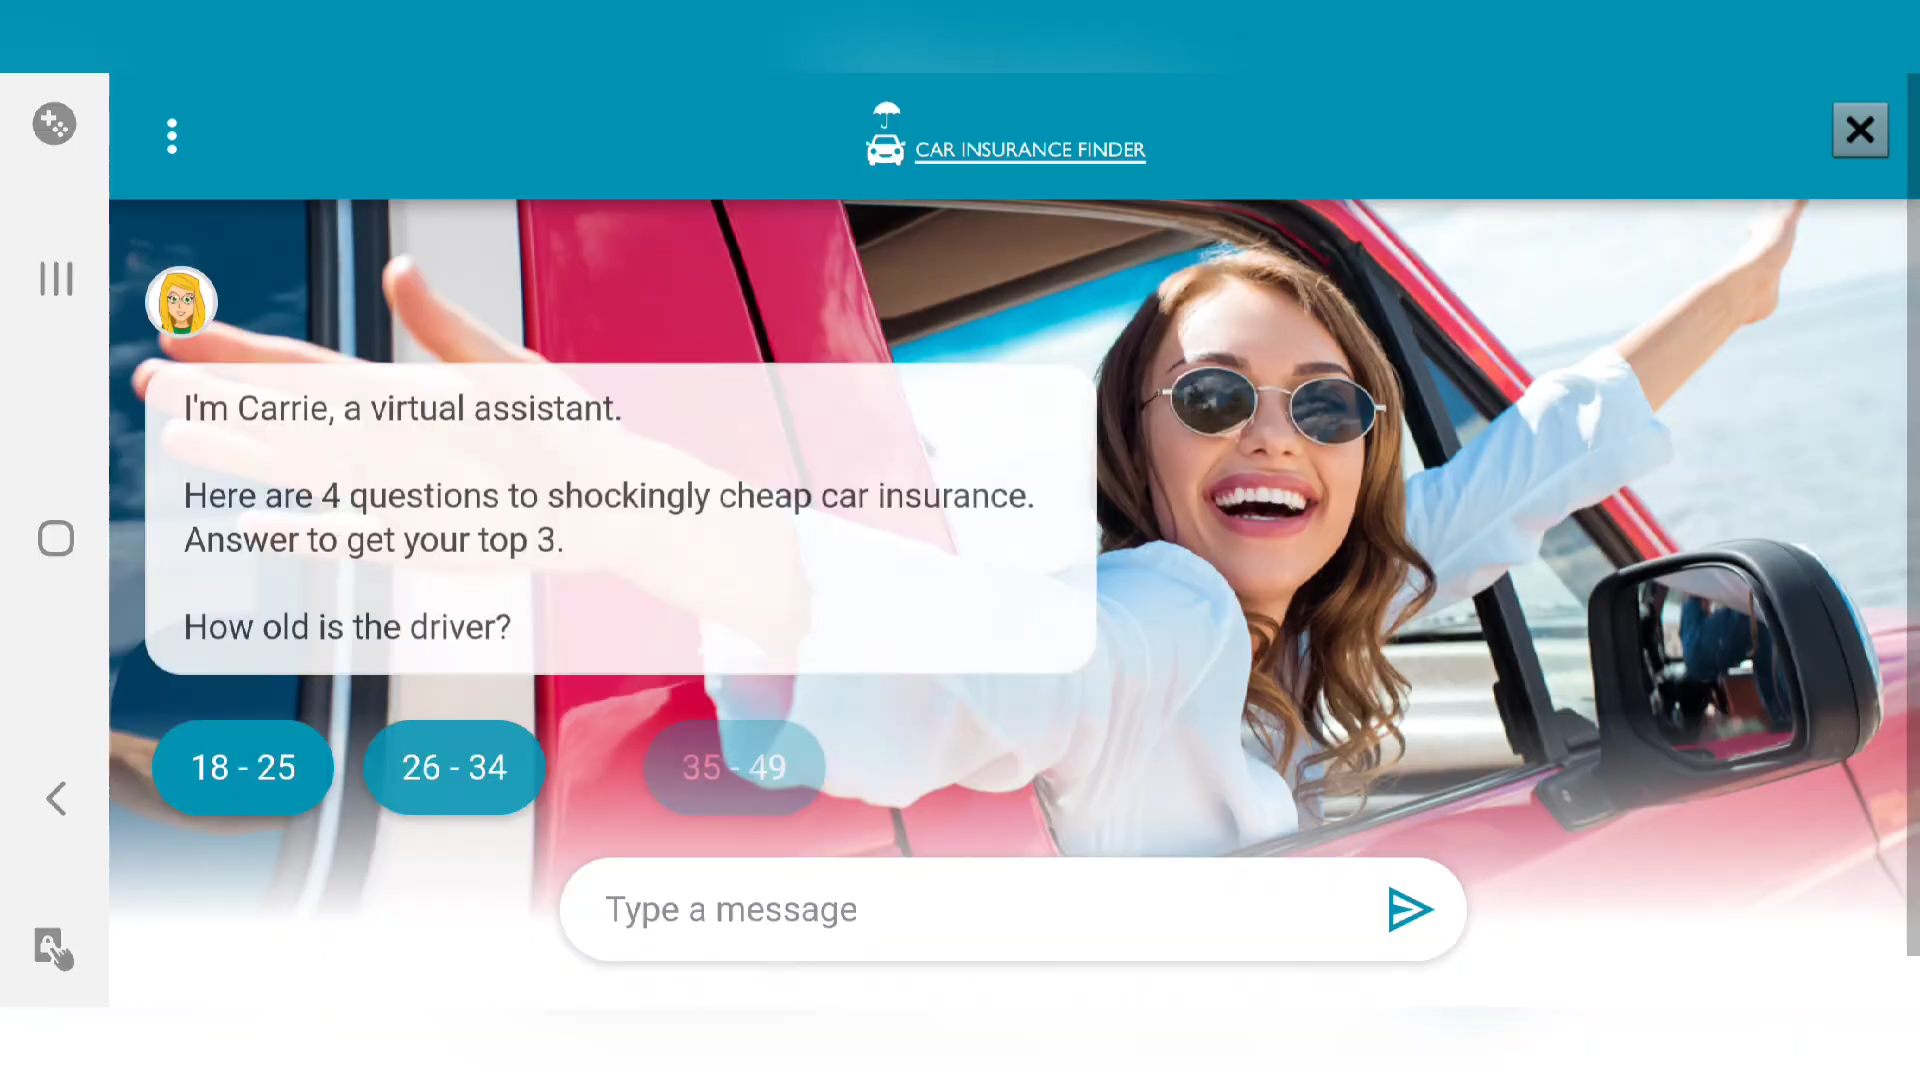 CAR INSURANCE FINDER
I'm Carrie, a virtual assistant.
Here are 4 questions to shockingly cheap car insurance.
Answer to get your top 3.
How old is the driver?
18 - 25
26 - 34
35 - 49
Type a message